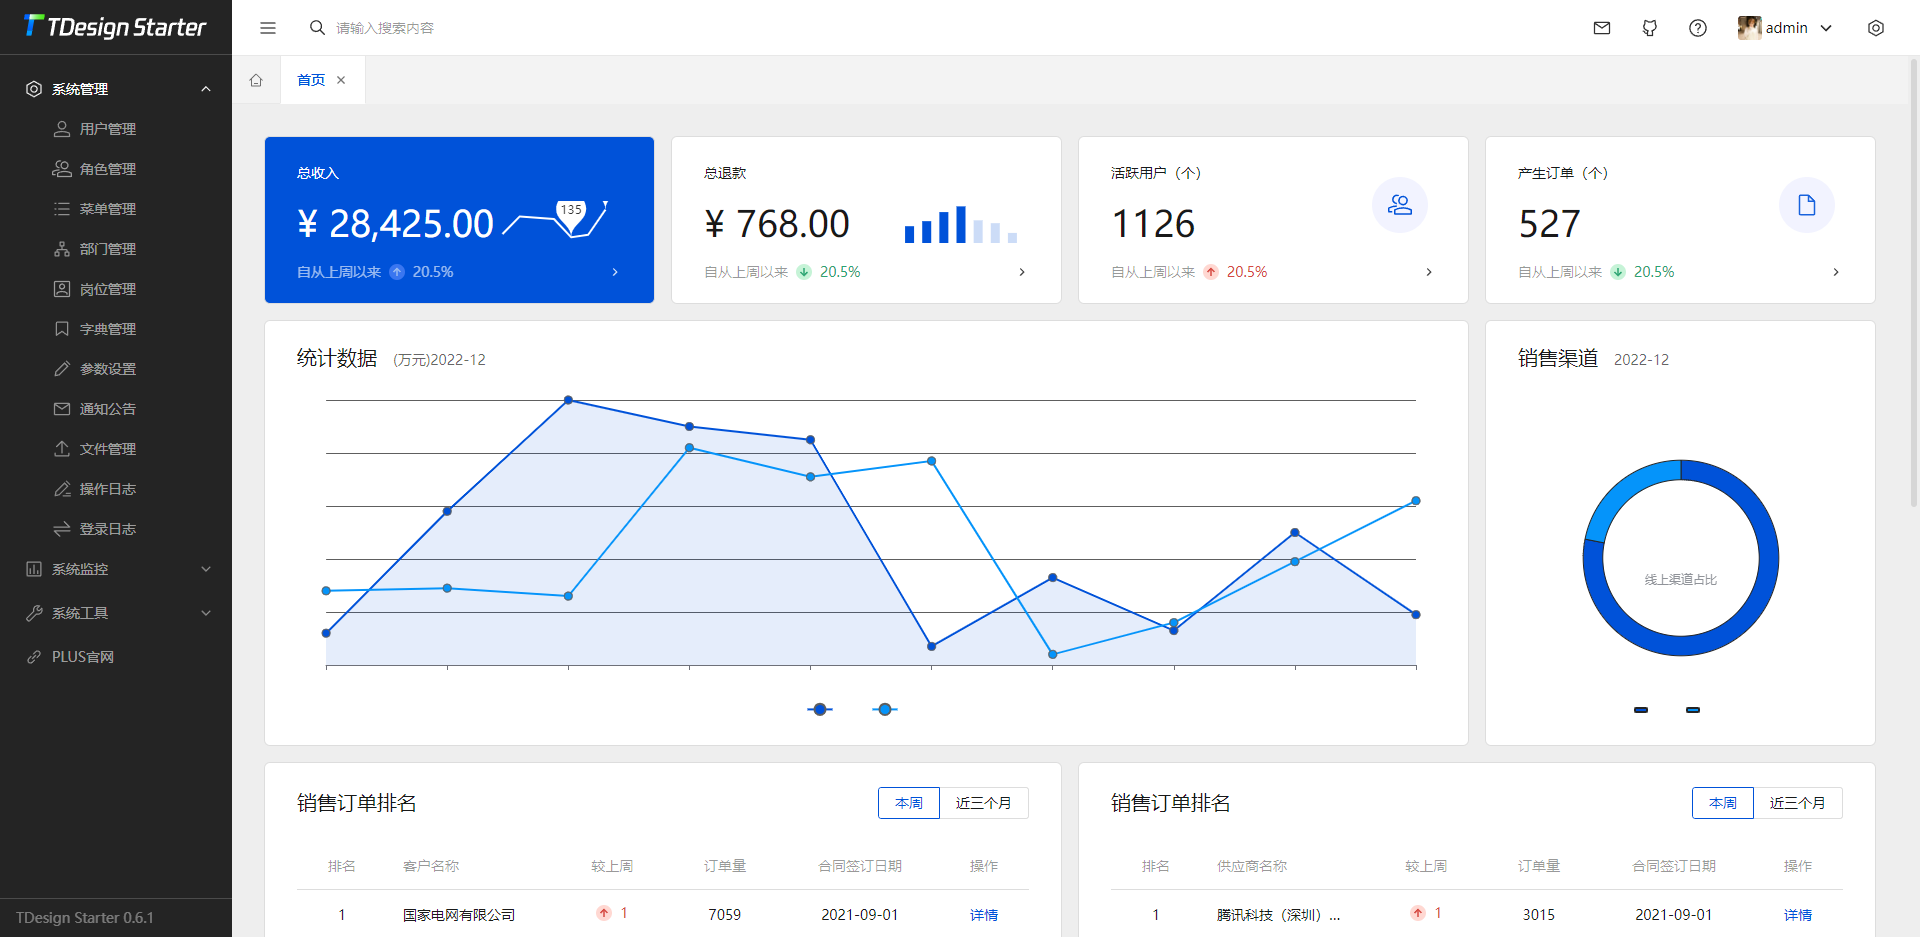 TDesign Starter
请输入搜索内容
admin
系统管理
用户管理
角色管理
菜单管理
部门管理
岗位管理
字典管理
参数设置
通知公告
文件管理
操作日志
登录日志
系统监控
系统工具
PLUS官网
TDesign Starter 0.6.1
首页
总收入
¥ 28,425.00
135
自从上周以来 20.5%
总退款
¥ 768.00
自从上周以来 20.5%
活跃用户（个）
1126
自从上周以来 20.5%
产生订单（个）
527
自从上周以来 20.5%
统计数据 (万元)2022-12
销售渠道 2022-12
线上渠道占比
销售订单排名
本周 近三个月
排名 客户名称 较上周 订单量 合同签订日期 操作
1 国家电网有限公司 1 7059 2021-09-01 详情
销售订单排名
本周 近三个月
排名 供应商名称 较上周 订单量 合同签订日期 操作
1 腾讯科技（深圳）... 1 3015 2021-09-01 详情